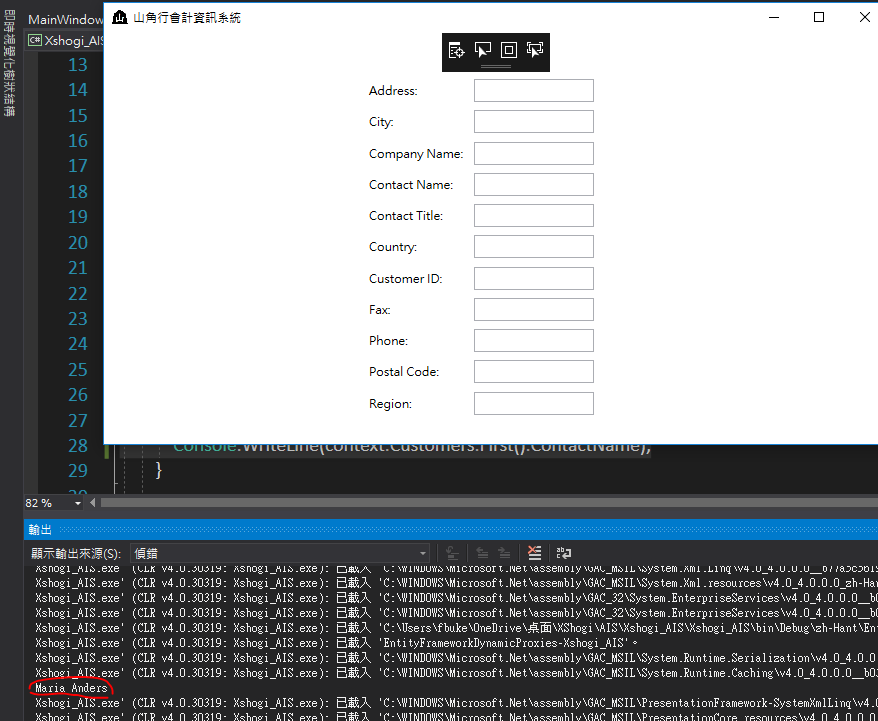 即時視覺化樹狀結構
MainWindow
山角行會計資訊系統
Xshogi_AIS
13
14
15
16
17
18
19
20
21
22
23
24
25
26
27
28
29
Address:
City:
Company Name:
Contact Name:
Contact Title:
Country:
Customer ID:
Fax:
Phone:
Postal Code:
Region:
Console.WriteLine(context.Customers.First().ContactName);
}
82 %
輸出
顯示輸出來源(S): 偵錯
Xshogi_AIS.exe' (CLR v4.0.30319: Xshogi_AIS.exe): 已載入 'C:\WINDOWS\Microsoft.Net\assembly\GAC_MSIL\System.Xml.Linq\v4.0_4.0.0.0__b77a5c5619
Xshogi_AIS.exe' (CLR v4.0.30319: Xshogi_AIS.exe): 已載入 'C:\WINDOWS\Microsoft.Net\assembly\GAC_MSIL\System.Xml.resources\v4.0_4.0.0.0_zh-Han
Xshogi_AIS.exe' (CLR v4.0.30319: Xshogi_AIS.exe): 已載入 'C:\WINDOWS\Microsoft.Net\assembly\GAC_32\System.EnterpriseServices\v4.0_4.0.0.0__b0
Xshogi_AIS.exe' (CLR v4.0.30319: Xshogi_AIS.exe): 已載入 'C:\WINDOWS\Microsoft.Net\assembly\GAC_32\System.EnterpriseServices\v4.0_4.0.0.0__b0
Xshogi_AIS.exe' (CLR v4.0.30319: Xshogi_AIS.exe): 已載入 'C:\Users\fbuke\OneDrive\桌面\XShogi\AIS\Xshogi_AIS\Xshogi_AIS\bin\Debug\zh-Hant\Ent
Xshogi_AIS.exe' (CLR v4.0.30319: Xshogi_AIS.exe): 已載入 'EntityFrameworkDynamicProxies-Xshogi_AIS'。
Xshogi_AIS.exe' (CLR v4.0.30319: Xshogi_AIS.exe): 已載入 'C:\WINDOWS\Microsoft.Net\assembly\GAC_MSIL\System.Runtime.Serialization\v4.0_4.0.0
Xshogi_AIS.exe' (CLR v4.0.30319: Xshogi_AIS.exe): 已載入 'C:\WINDOWS\Microsoft.Net\assembly\GAC_MSIL\System.Runtime.Caching\v4.0_4.0.0.0__b03
Maria Anders
Xshogi_AIS.exe' (CLR v4.0.30319: Xshogi_AIS.exe): 已載入 'C:\WINDOWS\Microsoft.Net\assembly\GAC_MSIL\PresentationFramework-SystemXmlLinq\v4.0
Xshogi_AIS.exe' (CLR v4.0.30319: Xshogi_AIS.exe): 已載入 'C:\WINDOWS\Microsoft.Net\assembly\GAC_MSIL\PresentationCore.resources\v4.0_4.0.0.0